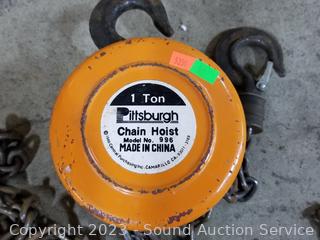 1 Ton
Pittsburgh
Chain Hoist
Model No. 996
MADE IN CHINA
Copyright 2023 - Sound Auction Service